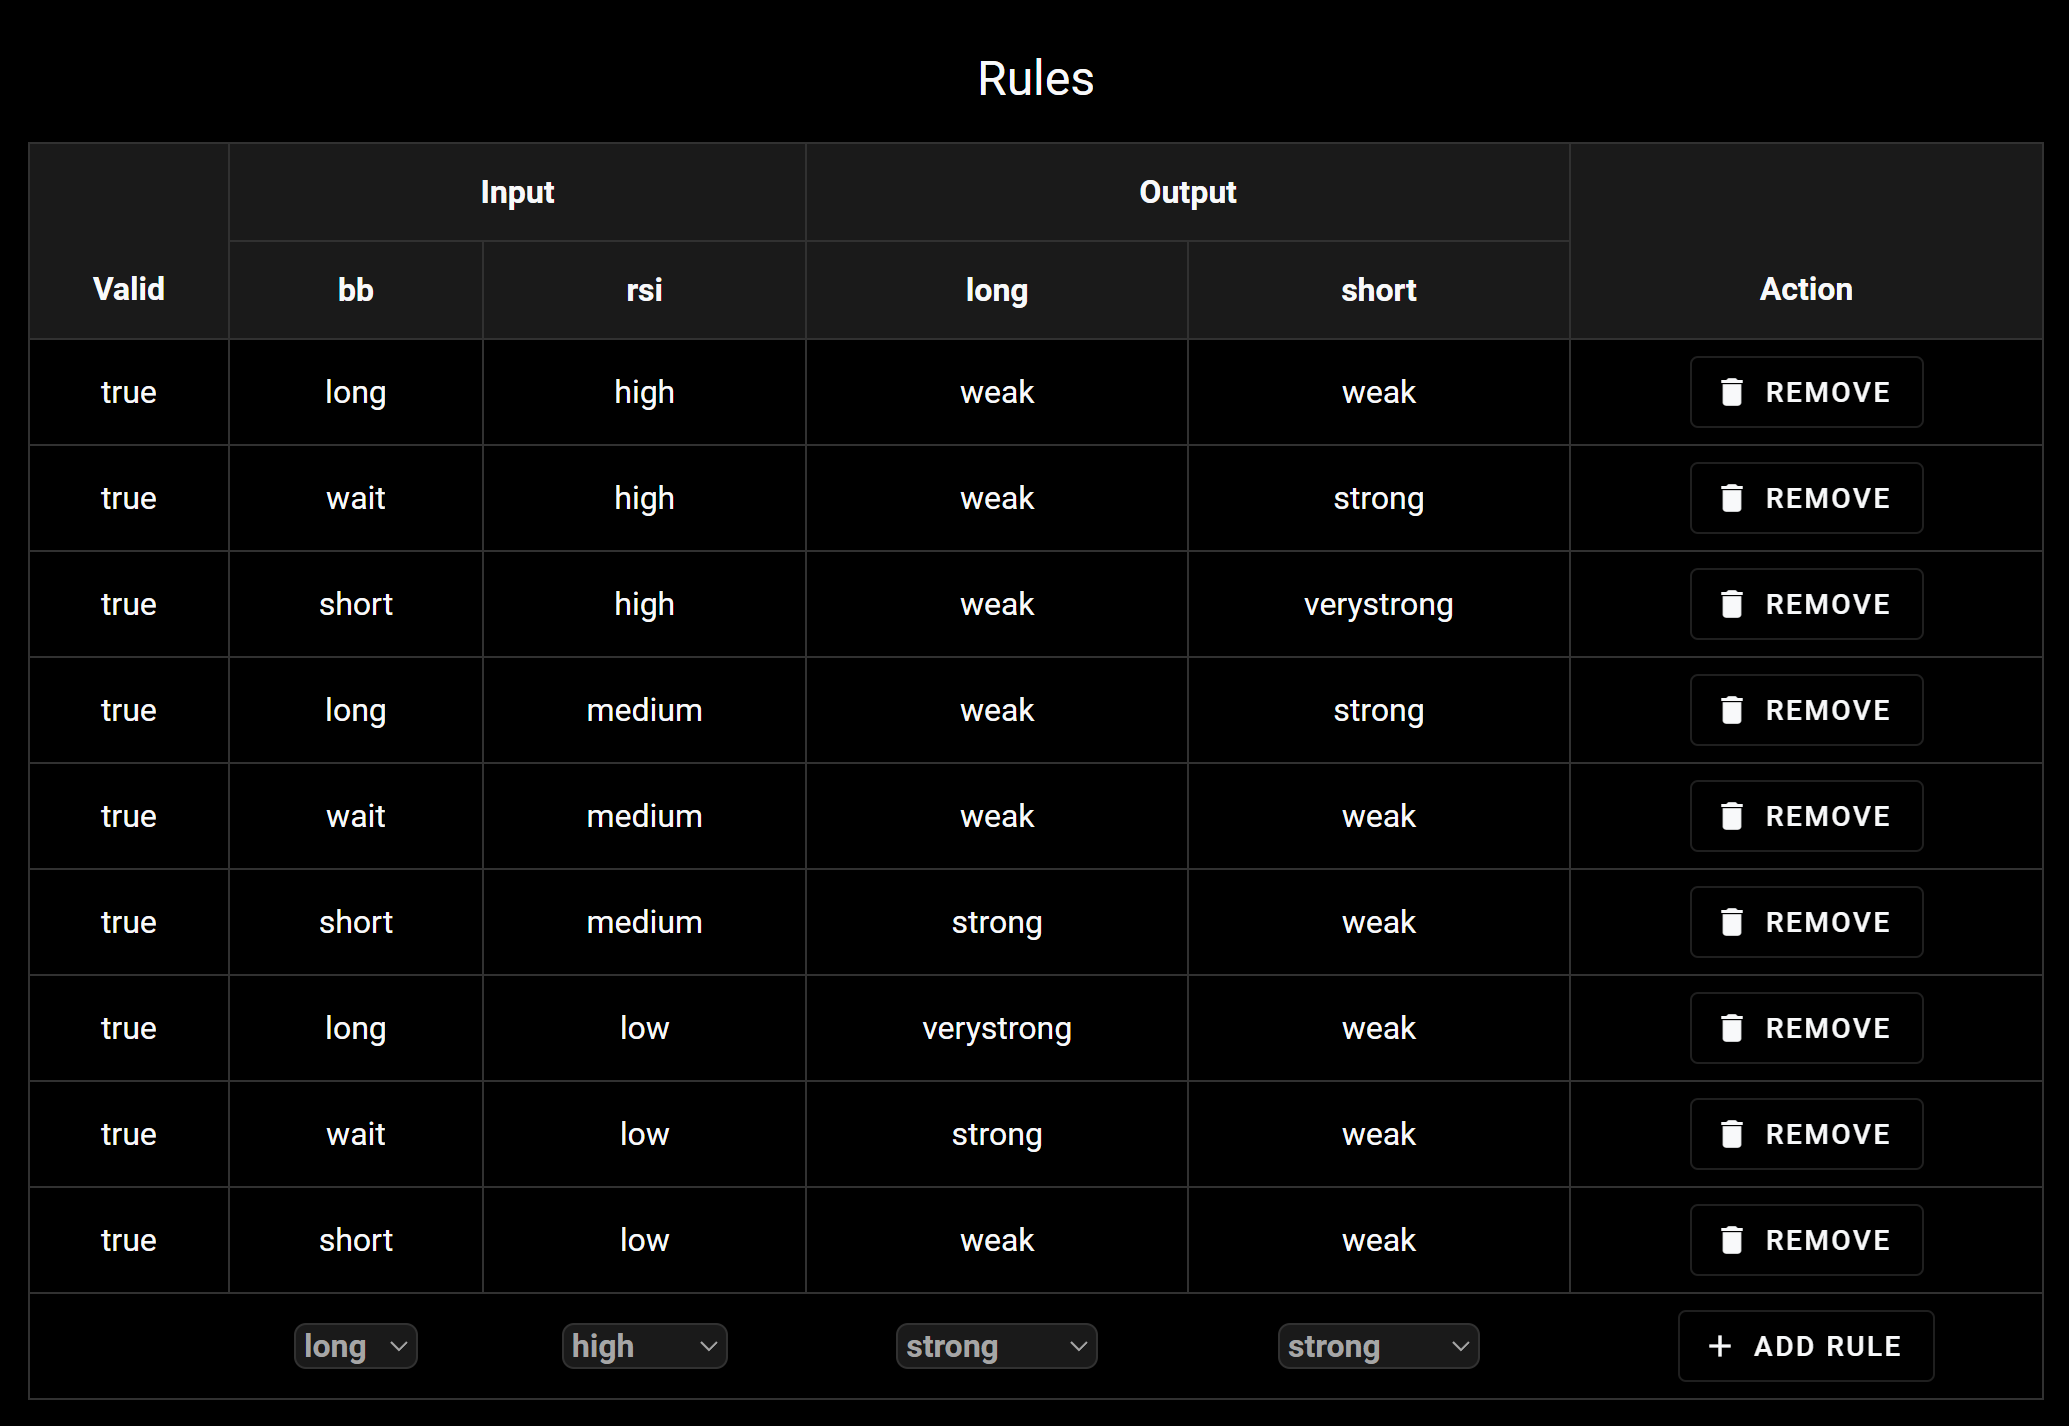 Rules
Input Output
Valid bb rsi long short Action
true long high weak weak REMOVE
true wait high weak strong REMOVE
true short high weak verystrong REMOVE
true long medium weak strong REMOVE
true wait medium weak weak REMOVE
true short medium strong weak REMOVE
true long low verystrong weak REMOVE
true wait low strong weak REMOVE
true short low weak weak REMOVE
long high strong strong + ADD RULE